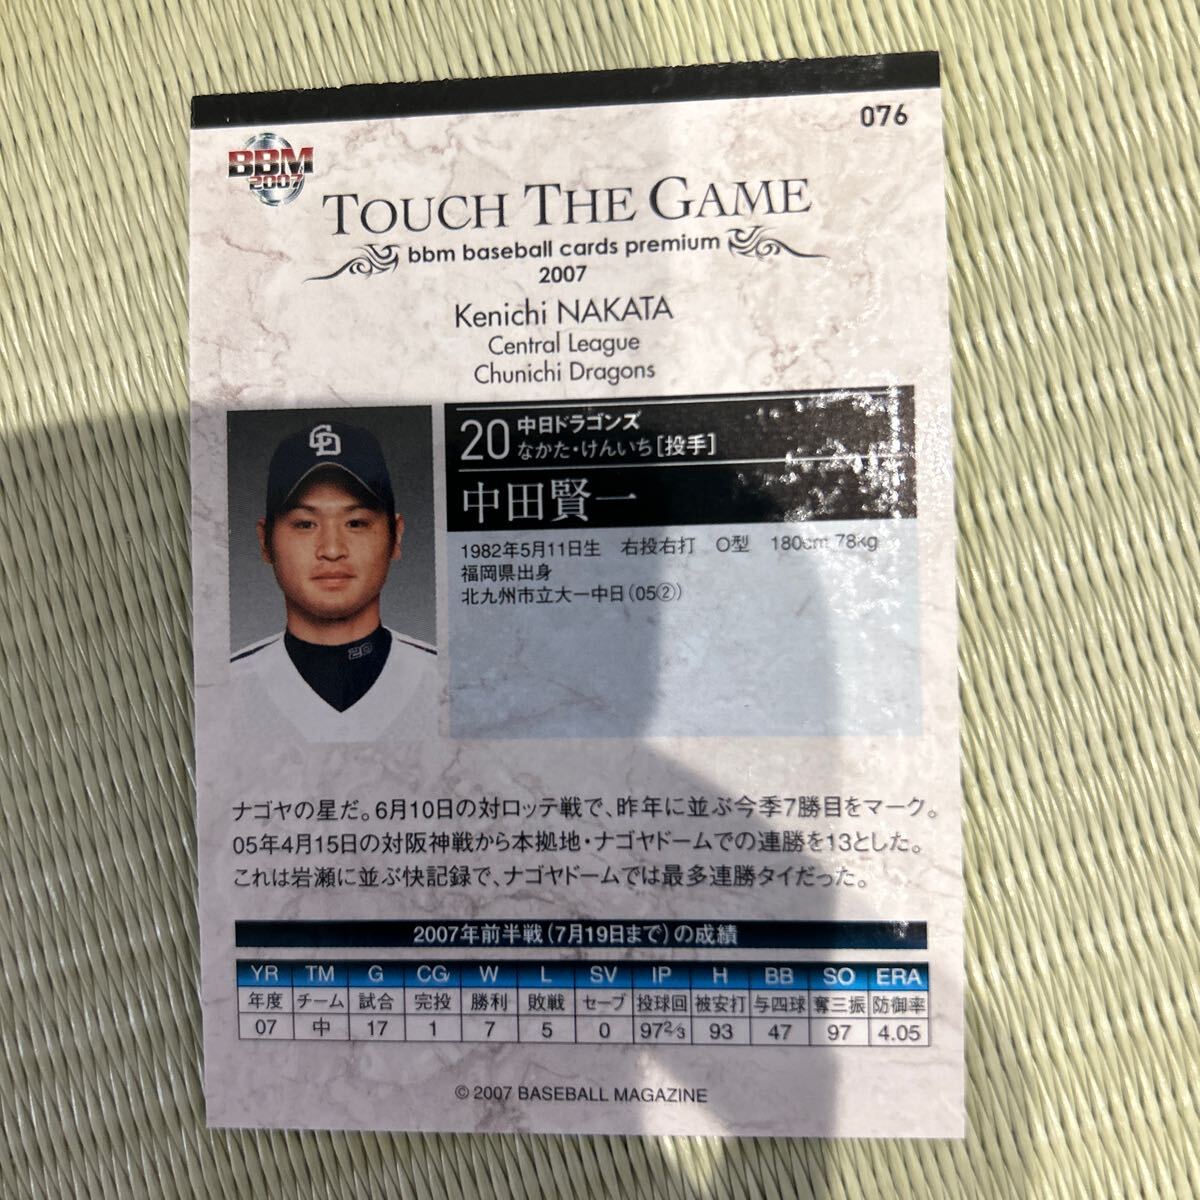 076
BBM
2007
TOUCH THE GAME
bbm baseball cards premium
2007
Kenichi NAKATA
Central League
Chunichi Dragons
20 中日ドラゴンズ
なかた・けんいち[投手]
中田賢一
1982年5月11日生 右投右打 O型 180cm 78kg
福岡県出身
北九州市立大ー中日(05②)
ナゴヤの星だ。6月10日の対ロッテ戦で、昨年に並ぶ今季7勝目をマーク。
05年4月15日の対阪神戦から本拠地・ナゴヤドームでの連勝を13とした。
これは岩瀬に並ぶ快記録で、ナゴヤドームでは最多連勝タイだった。
2007年前半戦(7月19日まで)の成績
YR TM G CG W L SV IP H BB SO ERA
年度 チーム 試合 完投 勝利 敗戦 セーブ 投球回 被安打 与四球 奪三振 防御率
07 中 17 1 7 5 0 97 2/3 93 47 97 4.05
© 2007 BASEBALL MAGAZINE
CD
20